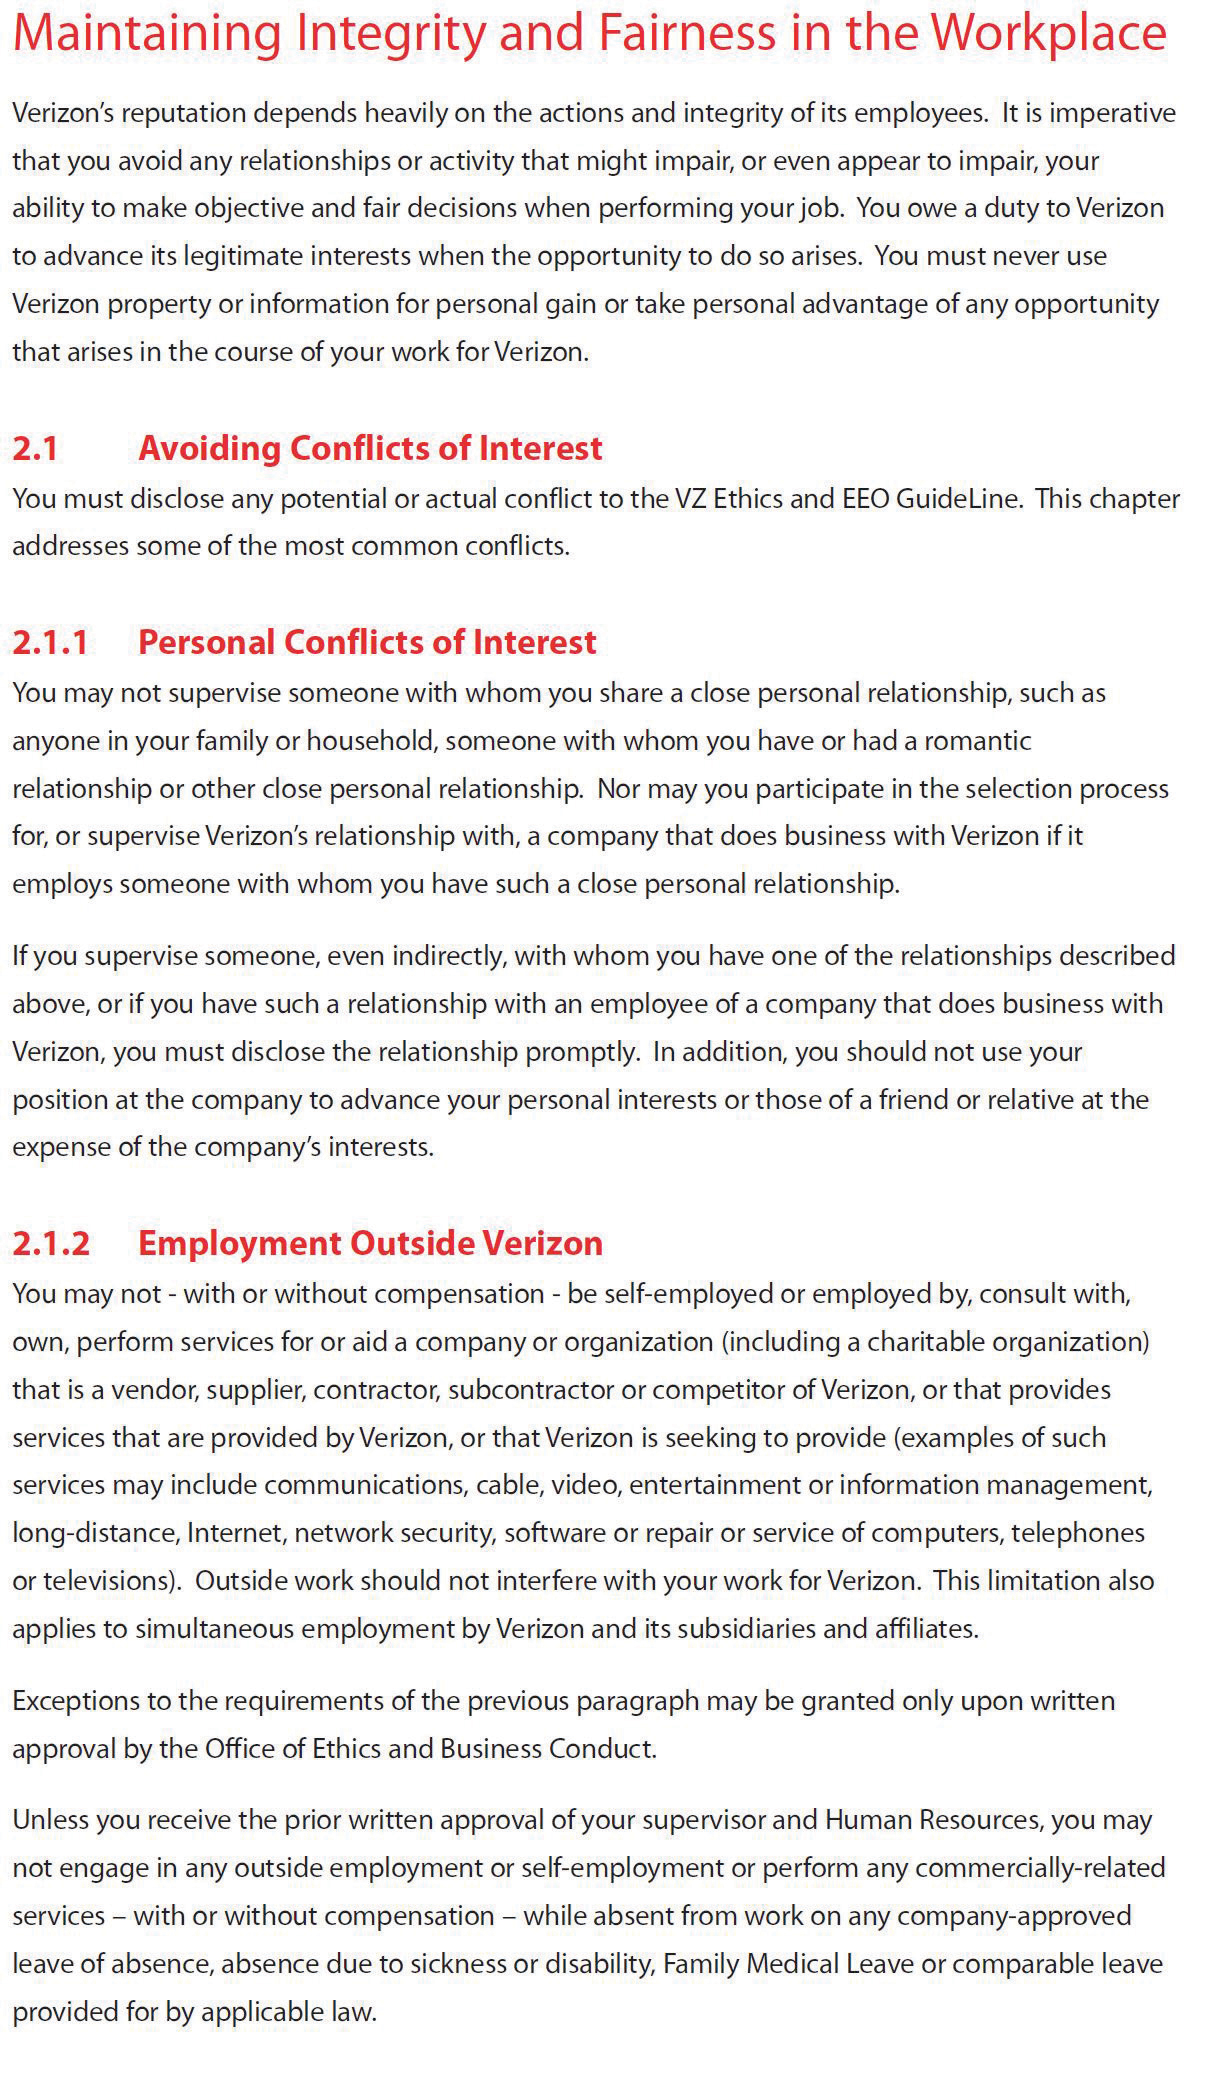 Maintaining Integrity and Fairness in the Workplace
Verizon's reputation depends heavily on the actions and integrity of its employees.  It is imperative
that you avoid any relationships or activity that might impair, or even appear to impair, your
ability to make objective and fair decisions when performing your job.  You owe a duty to Verizon
to advance its legitimate interests when the opportunity to do so arises.  You must never use
Verizon property or information for personal gain or take personal advantage of any opportunity
that arises in the course of your work for Verizon.
2.1 Avoiding Conflicts of Interest
You must disclose any potential or actual conflict to the VZ Ethics and EEO GuideLine.  This chapter
addresses some of the most common conflicts.
2.1.1 Personal Conflicts of Interest
You may not supervise someone with whom you share a close personal relationship, such as
anyone in your family or household, someone with whom you have or had a romantic
relationship or other close personal relationship.  Nor may you participate in the selection process
for, or supervise Verizon's relationship with, a company that does business with Verizon if it
employs someone with whom you have such a close personal relationship.
If you supervise someone, even indirectly, with whom you have one of the relationships described
above, or if you have such a relationship with an employee of a company that does business with
Verizon, you must disclose the relationship promptly.  In addition, you should not use your
position at the company to advance your personal interests or those of a friend or relative at the
expense of the company's interests.
2.1.2 Employment Outside Verizon
You may not - with or without compensation - be self-employed or employed by, consult with,
own, perform services for or aid a company or organization (including a charitable organization)
that is a vendor, supplier, contractor, subcontractor or competitor of Verizon, or that provides
services that are provided by Verizon, or that Verizon is seeking to provide (examples of such
services may include communications, cable, video, entertainment or information management,
long-distance, Internet, network security, software or repair or service of computers, telephones
or televisions).  Outside work should not interfere with your work for Verizon.  This limitation also
applies to simultaneous employment by Verizon and its subsidiaries and affiliates.
Exceptions to the requirements of the previous paragraph may be granted only upon written
approval by the Office of Ethics and Business Conduct.
Unless you receive the prior written approval of your supervisor and Human Resources, you may
not engage in any outside employment or self-employment or perform any commercially-related
services – with or without compensation – while absent from work on any company-approved
leave of absence, absence due to sickness or disability, Family Medical Leave or comparable leave
provided for by applicable law.